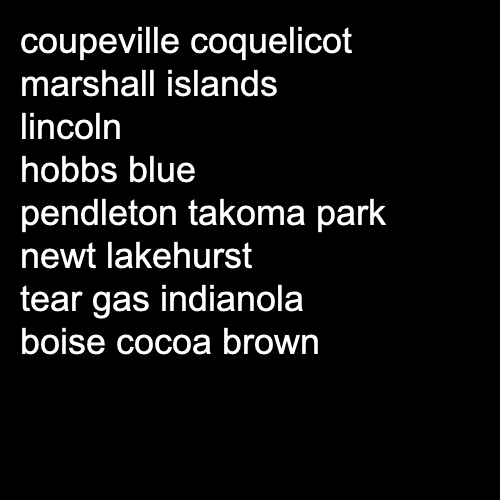 coupeville coquelicot
marshall islands
lincoln
hobbs blue
pendleton takoma park
newt lakehurst
tear gas indianola
boise cocoa brown